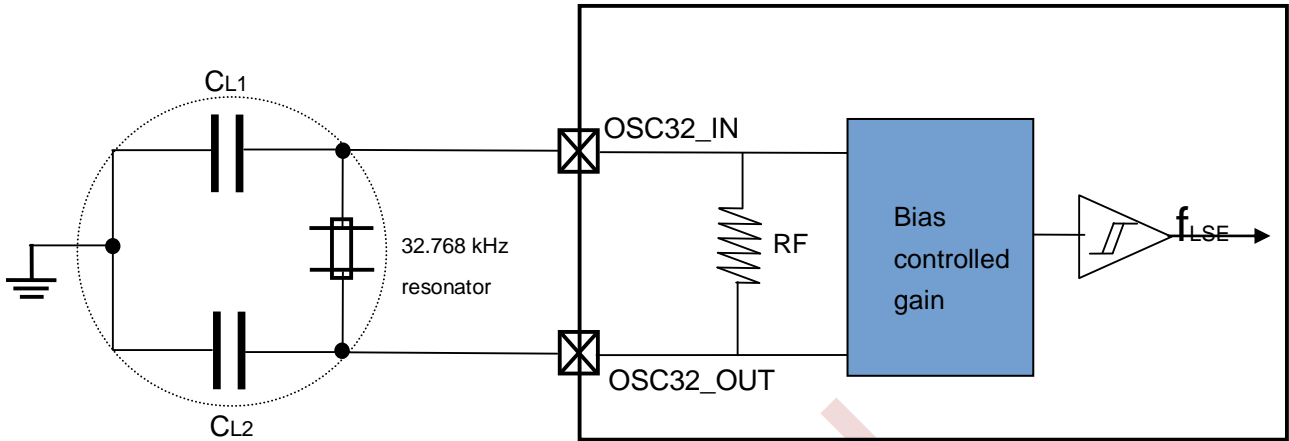 CL1
OSC32_IN
32.768 kHz
resonator
RF
Bias
controlled
gain
fLSE
OSC32_OUT
CL2